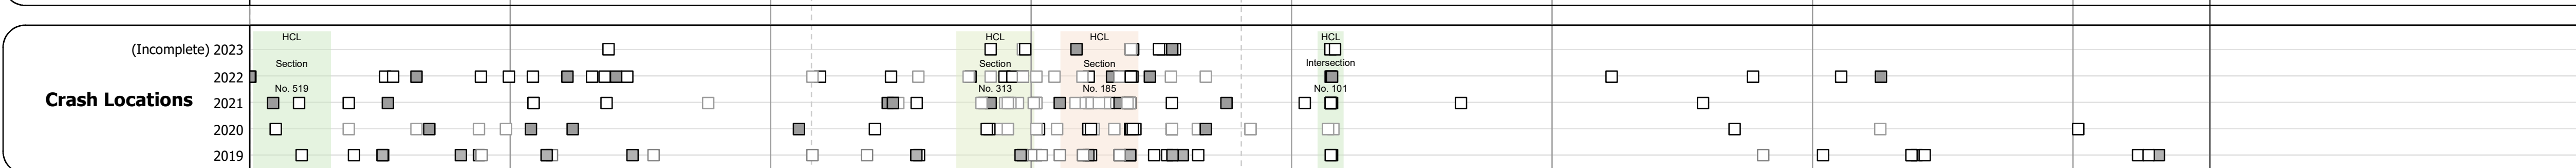 HCL HCL HCL
(Incomplete) 2023
Section Section Section Intersection
2022
No. 519 No. 313 No. 185 No. 101
Crash Locations
2021
2020
2019